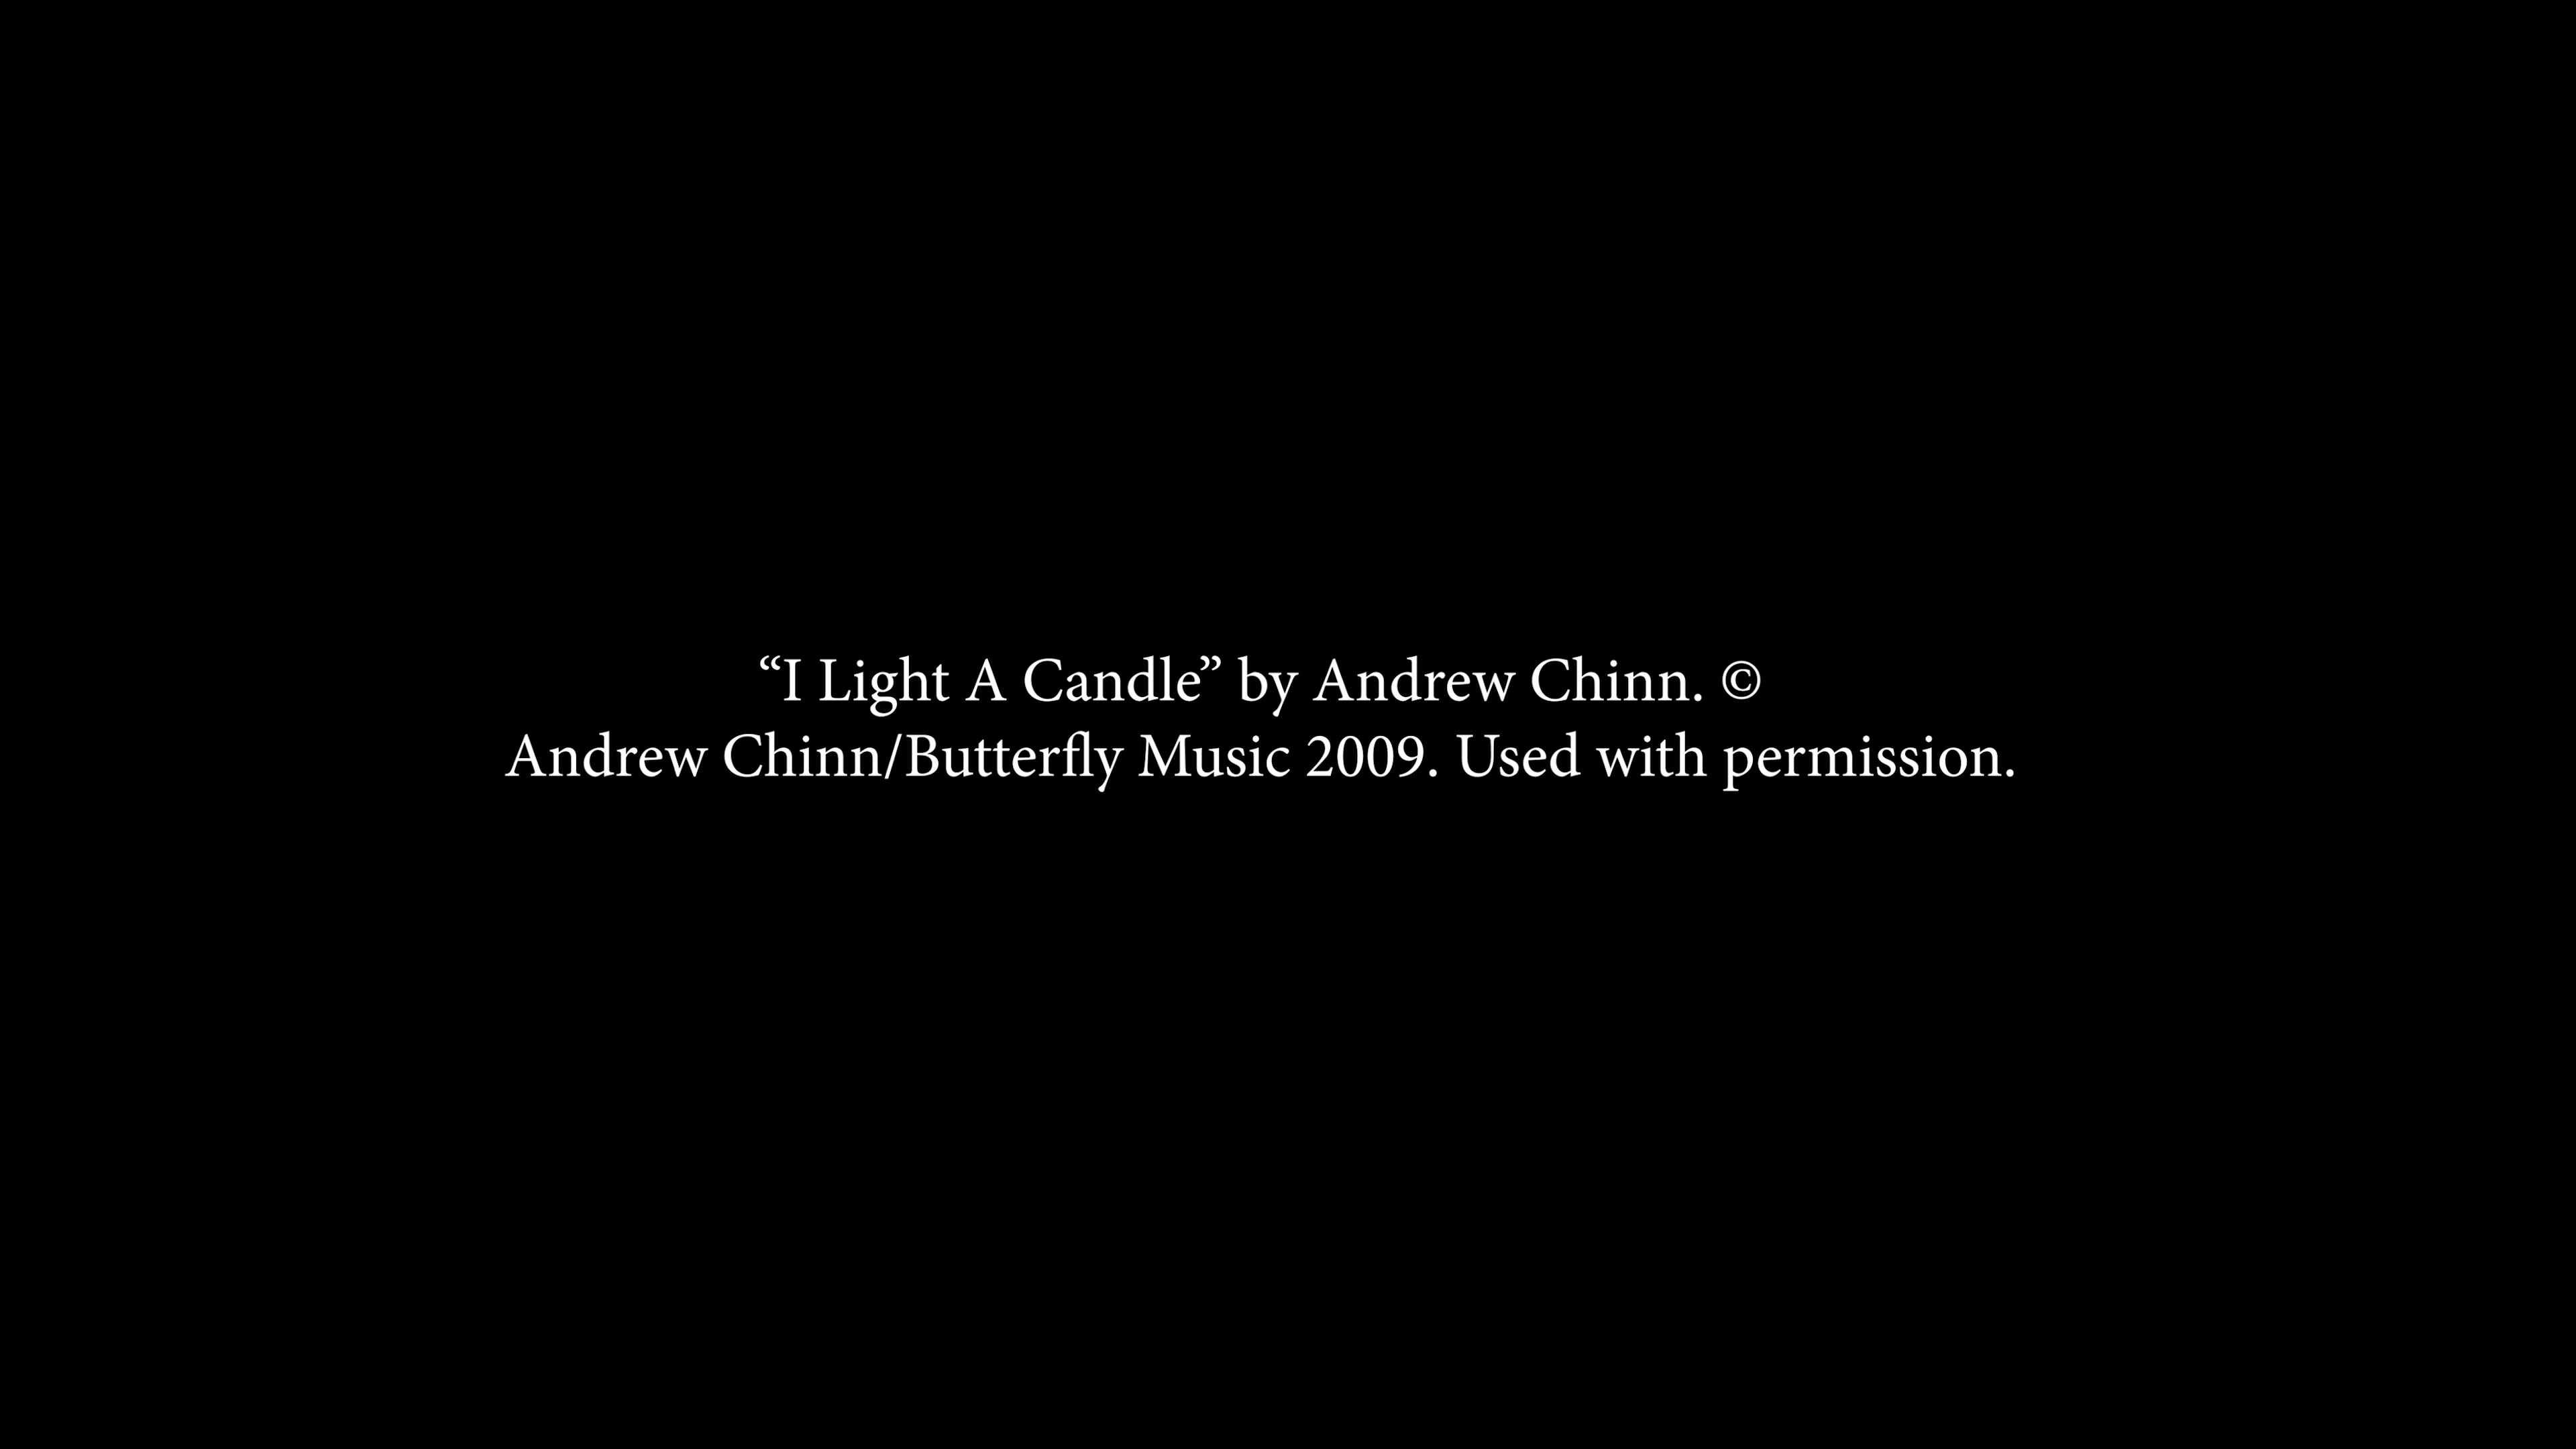 “I Light A Candle” by Andrew Chinn. ©
Andrew Chinn/Butterfly Music 2009. Used with permission.